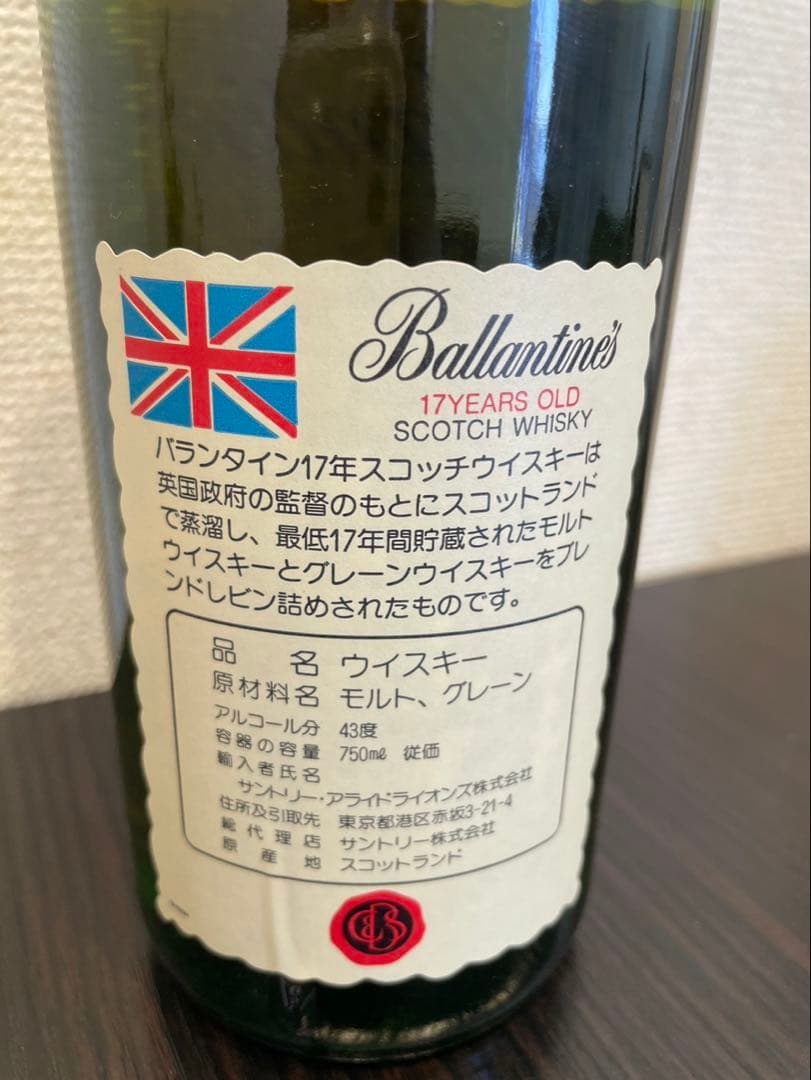 Ballantine's
17YEARS OLD
SCOTCH WHISKY
バランタイン17年スコッチウイスキーは
英国政府の監督のもとにスコットランド
で蒸溜し、最低17年間貯蔵されたモルト
ウイスキーとグレーンウイスキーをブレ
ンドしビン詰めされたものです。
品名 ウイスキー
原材料名 モルト、グレーン
アルコール分 43度
容器の容量 750mℓ 従価
輸入者氏名
サントリー・アライドライオンズ株式会社
住所及引取先 東京都港区赤坂3-21-4
総代理店 サントリー株式会社
原産地 スコットランド